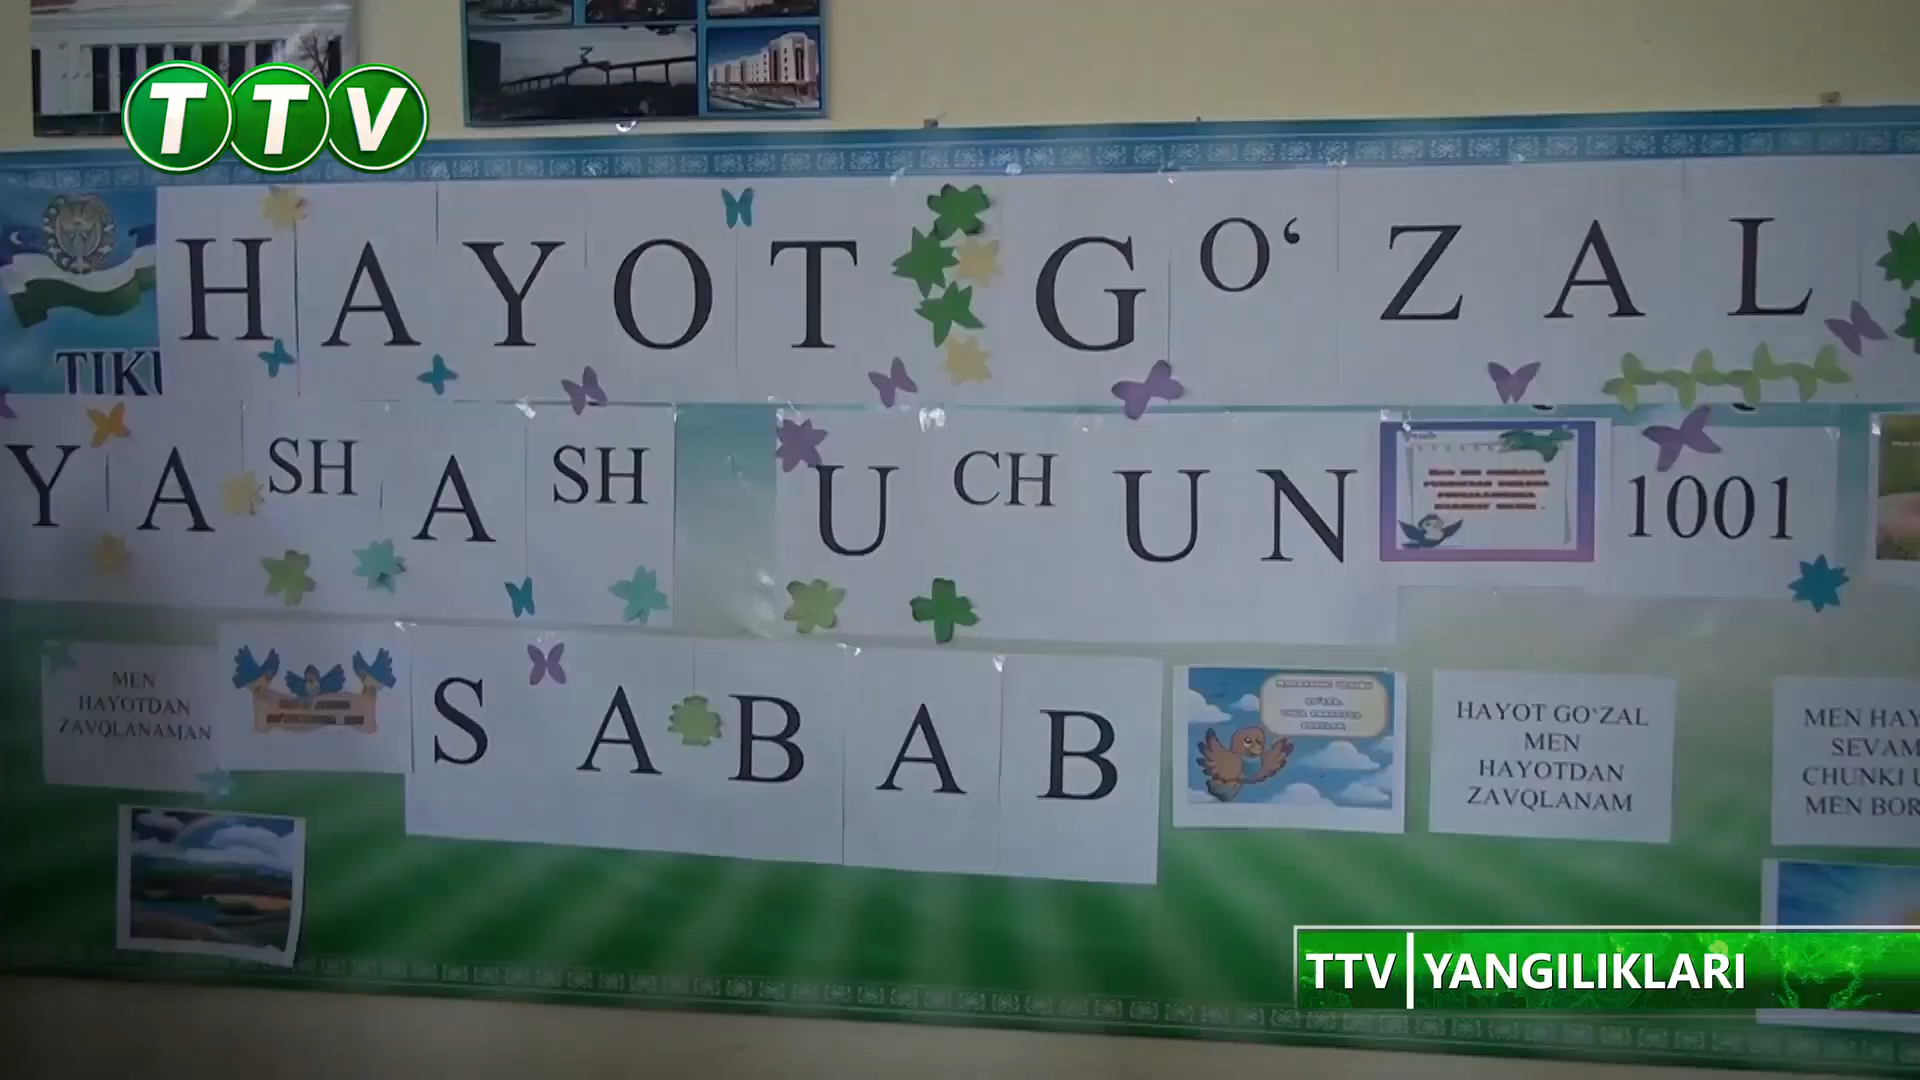 TTV
HAYOT GO‘ZAL
TIKU
YASHASH UCHUN 1001
MEN
HAYOTDAN
ZAVQLANAMAN
SABAB
HAYOT GO‘ZAL
MEN
HAYOTDAN
ZAVQLANAM
MEN HAY
SEVAM
CHUNKI U
MEN BOR
TTV YANGILIKLARI